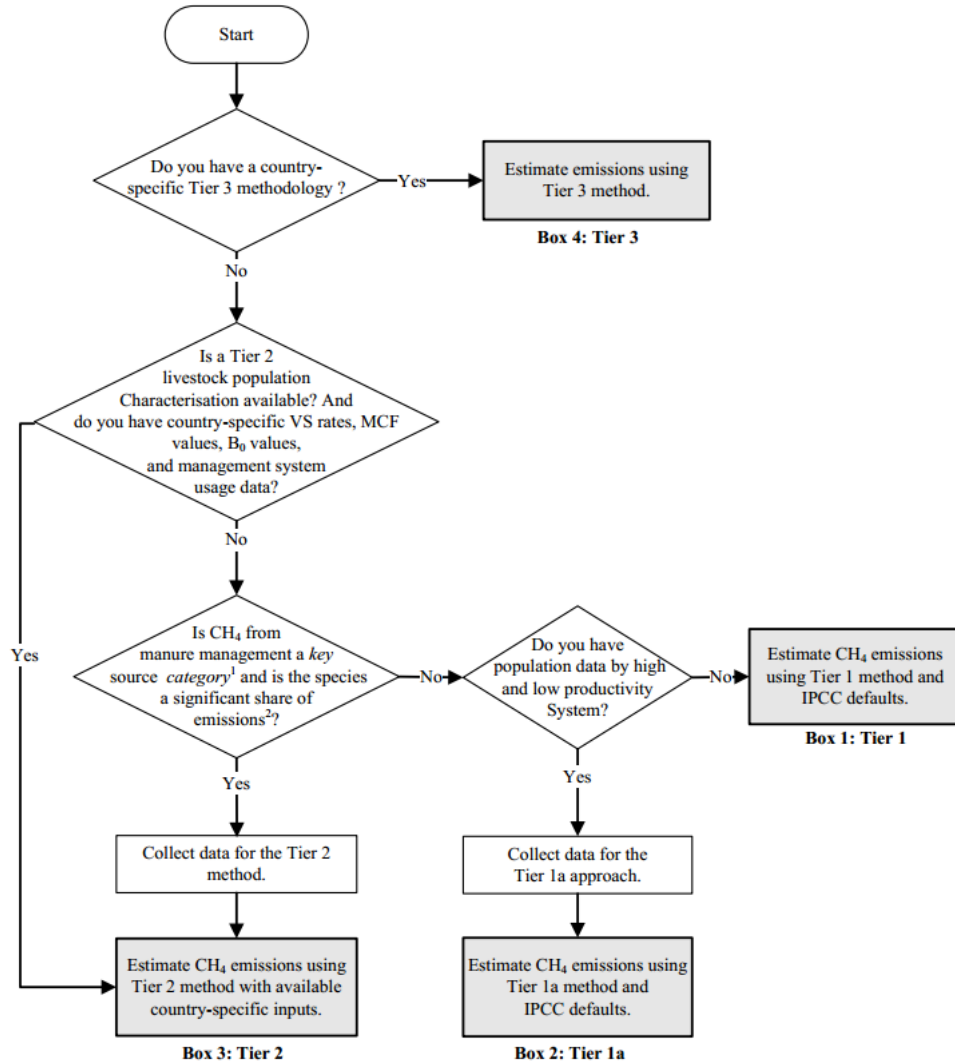 Start
Do you have a country-
specific Tier 3 methodology ?
Yes
Estimate emissions using
Tier 3 method.
Box 4: Tier 3
No
Is a Tier 2
livestock population
Characterisation available? And
do you have country-specific VS rates, MCF
values, B₀ values,
and management system
usage data?
No
Yes
Is CH₄ from
manure management a key
source category¹ and is the species
a significant share of
emissions²?
No
Do you have
population data by high
and low productivity
System?
No
Estimate CH₄ emissions
using Tier 1 method and
IPCC defaults.
Box 1: Tier 1
Yes
Yes
Collect data for the Tier 2
method.
Collect data for the
Tier 1a approach.
Estimate CH₄ emissions using
Tier 2 method with available
country-specific inputs.
Box 3: Tier 2
Estimate CH₄ emissions using
Tier 1a method and
IPCC defaults.
Box 2: Tier 1a